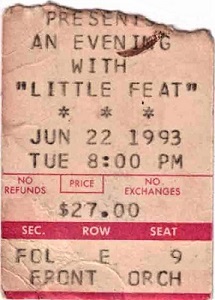 PRESENTS
AN EVENING
WITH
"LITTLE FEAT"
* * *
JUN 22 1993
TUE 8:00 PM
NO REFUNDS PRICE NO EXCHANGES
$27.00
SEC. ROW SEAT
FOL E 9
FRONT ORCH